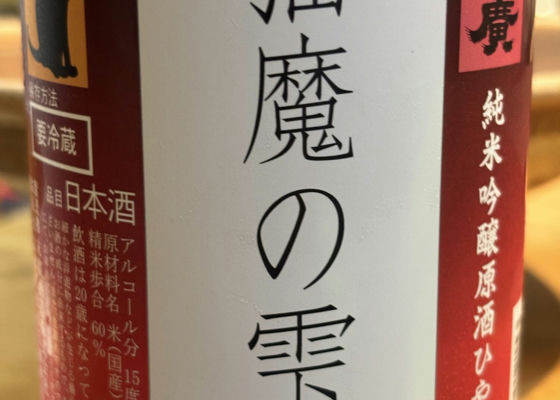 廣
純米吟醸原酒ひや
魔の雫
保存方法
要冷蔵
品目 日本酒
アルコール分 15度
原材料名 米(国産)
精米歩合 60%
飲酒は20歳になって